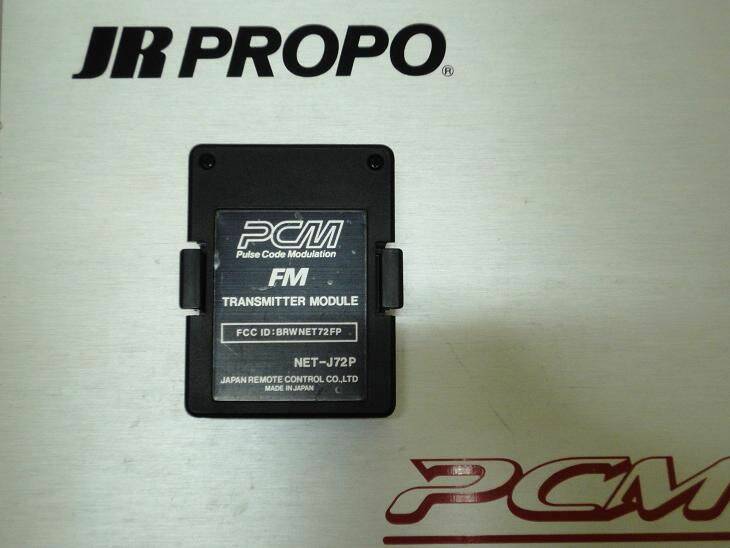 JR PROPO®
PCM
Pulse Code Modulation
FM
TRANSMITTER MODULE
FCC ID:BRWNET72FP
NET-J72P
JAPAN REMOTE CONTROL CO.,LTD
MADE IN JAPAN
PCM